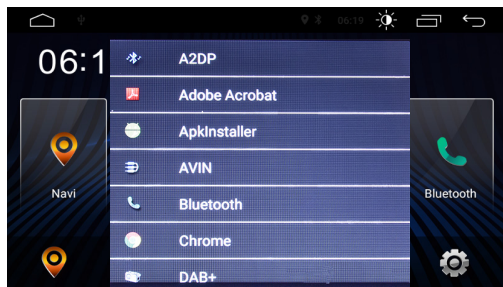 06:19
06:1
A2DP
Adobe Acrobat
ApkInstaller
AVIN
Navi
Bluetooth
Bluetooth
Chrome
DAB+